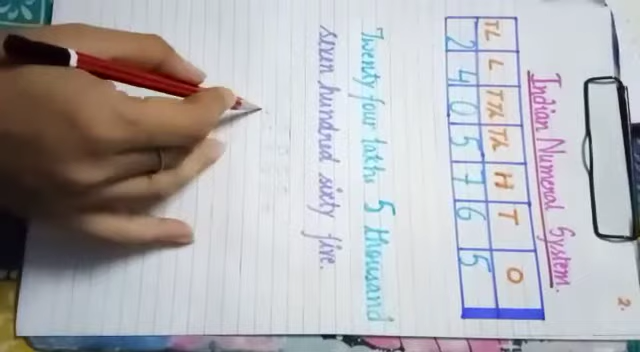 2.
Indian Numeral System.
TL L TTh Th H T O
2 4 0 5 7 6 5
Twenty four lakhs 5 thousand
seven hundred sixty five.